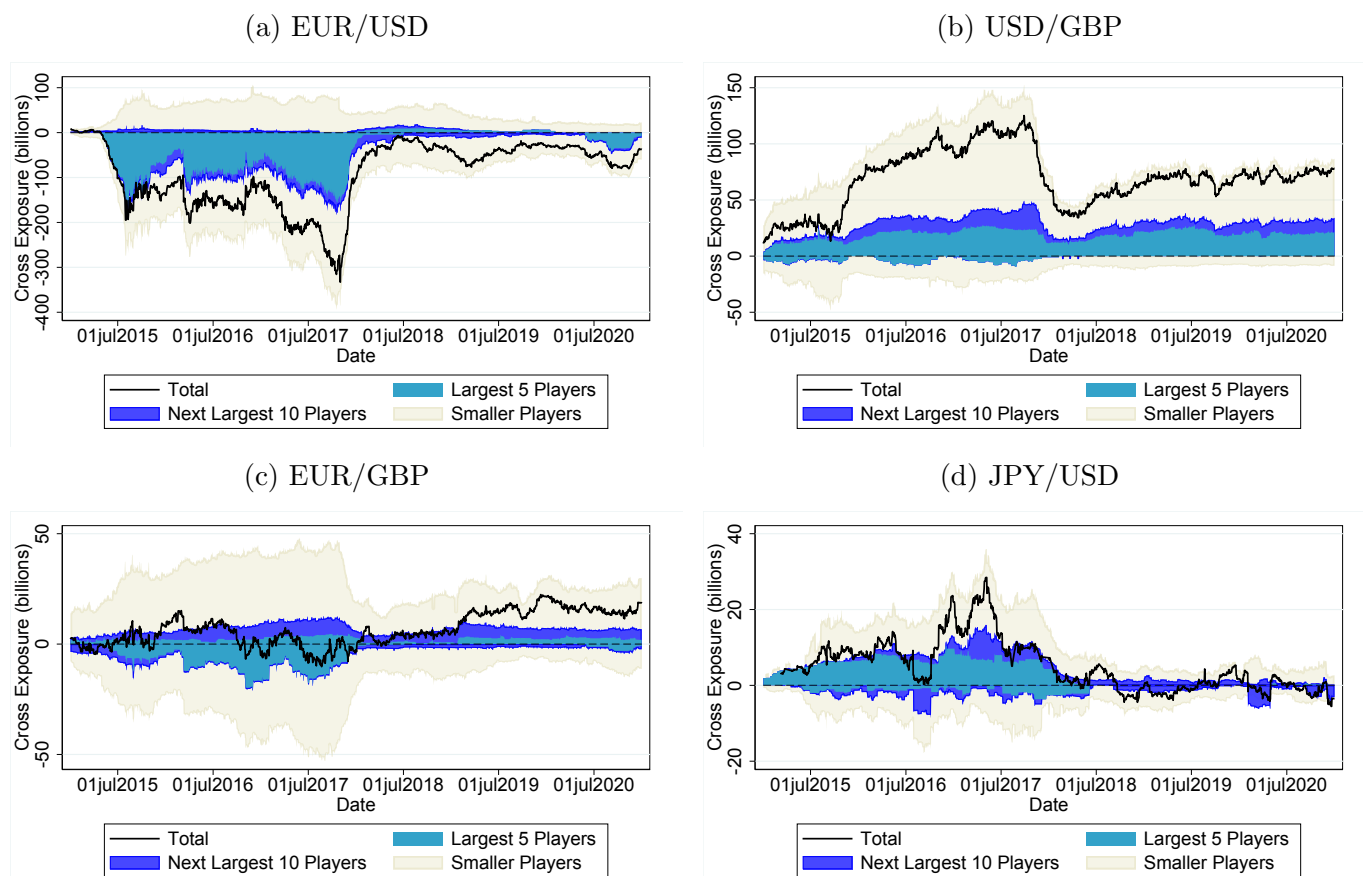 (a) EUR/USD
Cross Exposure (billions)
100
0
-100
-200
-300
-400
01jul2015 01jul2016 01jul2017 01jul2018 01jul2019 01jul2020
Date
Total
Largest 5 Players
Next Largest 10 Players
Smaller Players
(b) USD/GBP
Cross Exposure (billions)
150
100
50
0
-50
01jul2015 01jul2016 01jul2017 01jul2018 01jul2019 01jul2020
Date
Total
Largest 5 Players
Next Largest 10 Players
Smaller Players
(c) EUR/GBP
Cross Exposure (billions)
50
0
-50
01jul2015 01jul2016 01jul2017 01jul2018 01jul2019 01jul2020
Date
Total
Largest 5 Players
Next Largest 10 Players
Smaller Players
(d) JPY/USD
Cross Exposure (billions)
40
20
0
-20
01jul2015 01jul2016 01jul2017 01jul2018 01jul2019 01jul2020
Date
Total
Largest 5 Players
Next Largest 10 Players
Smaller Players